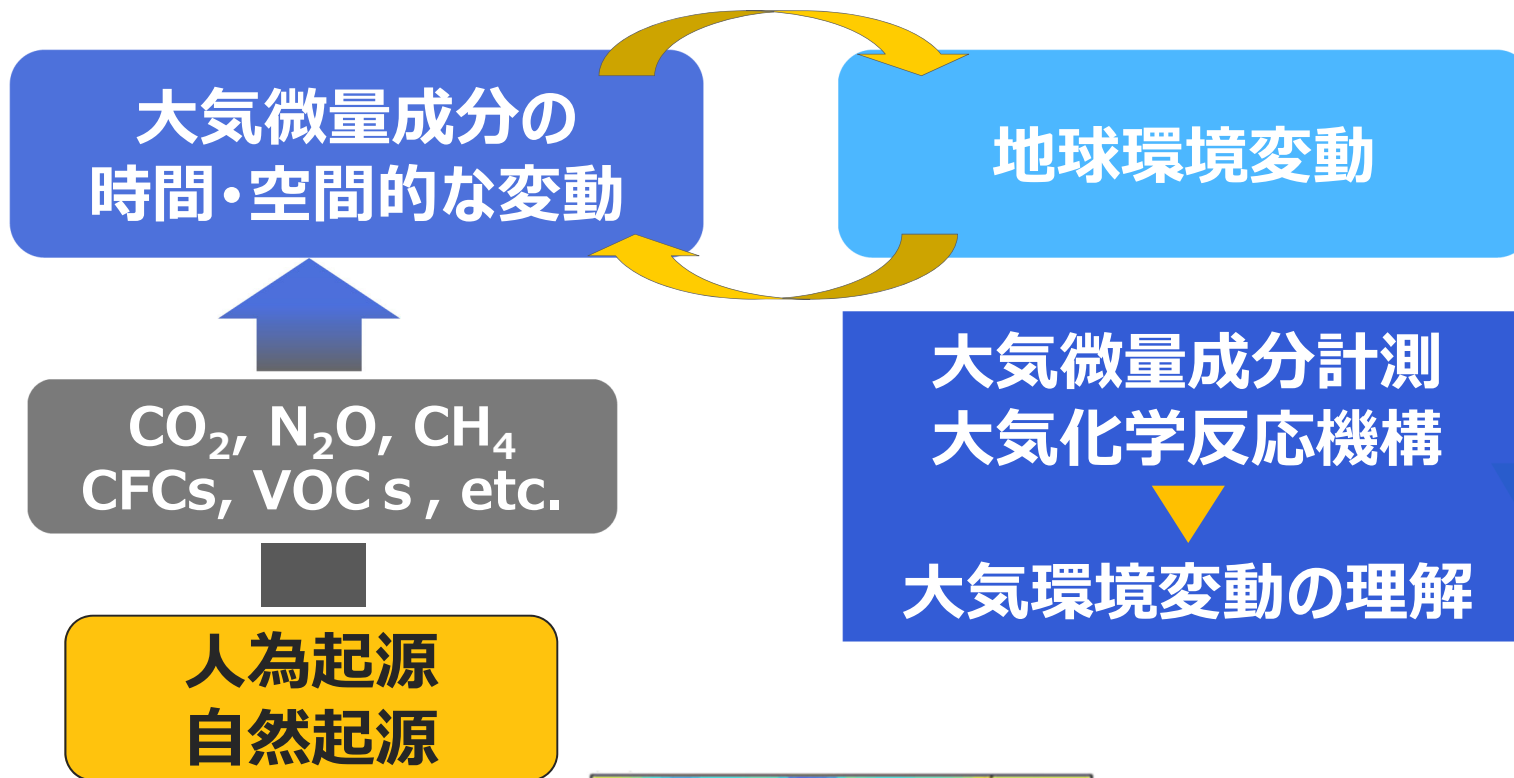 大気微量成分の
時間・空間的な変動
地球環境変動
CO₂, N₂O, CH₄
CFCs, VOC s , etc.
人為起源
自然起源
大気微量成分計測
大気化学反応機構
大気環境変動の理解